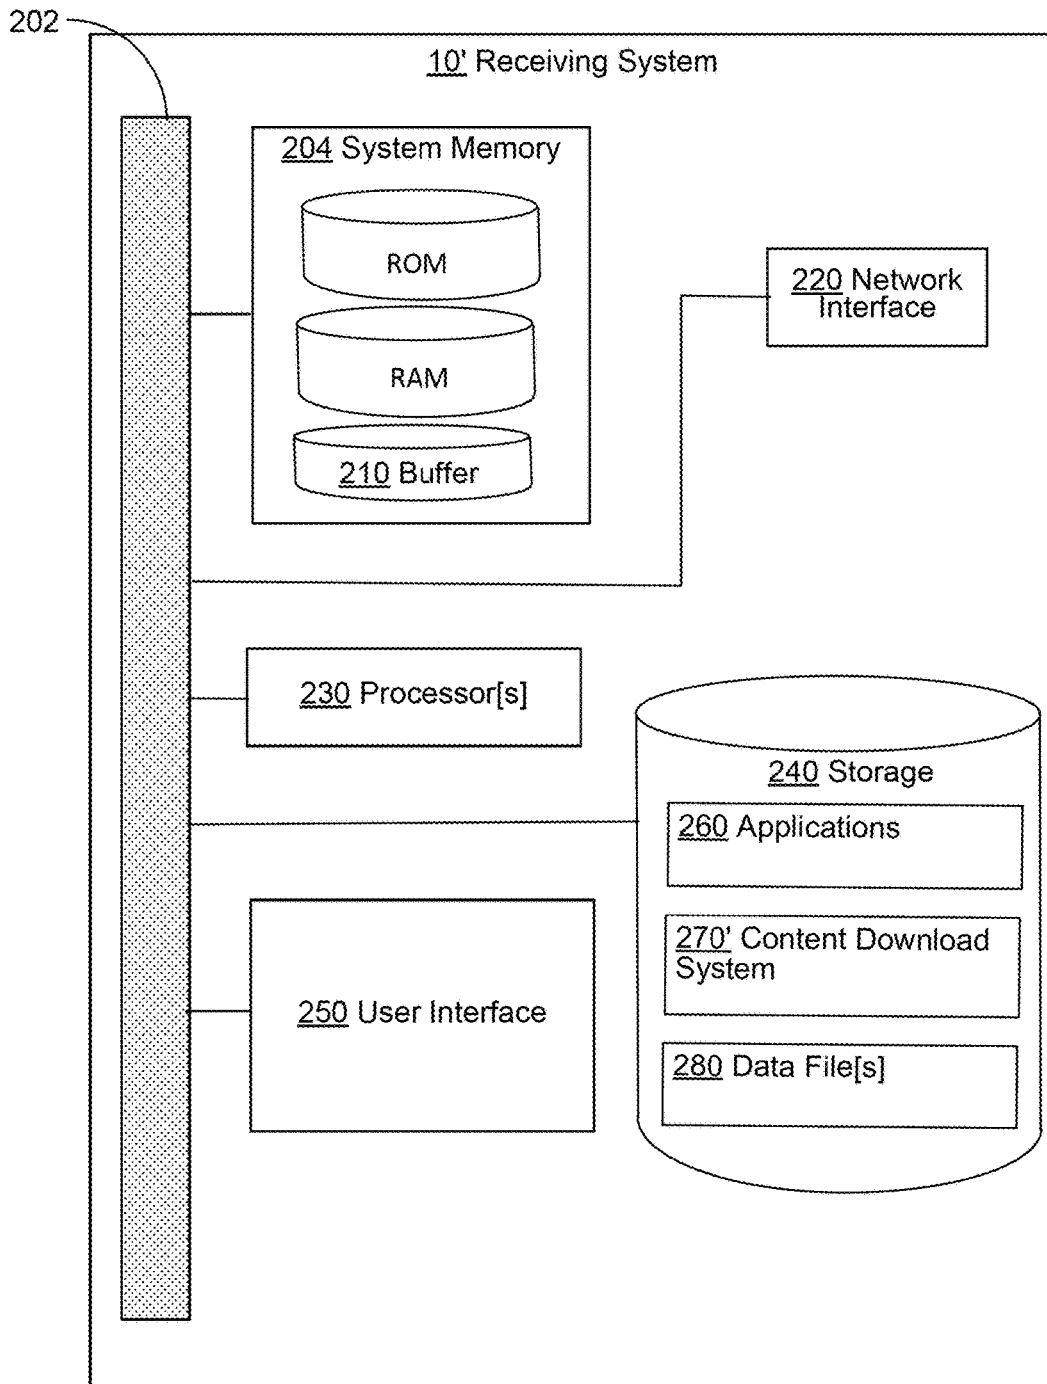 202
10' Receiving System
204 System Memory
ROM
RAM
210 Buffer
220 Network
Interface
230 Processor[s]
240 Storage
260 Applications
270' Content Download
System
280 Data File[s]
250 User Interface